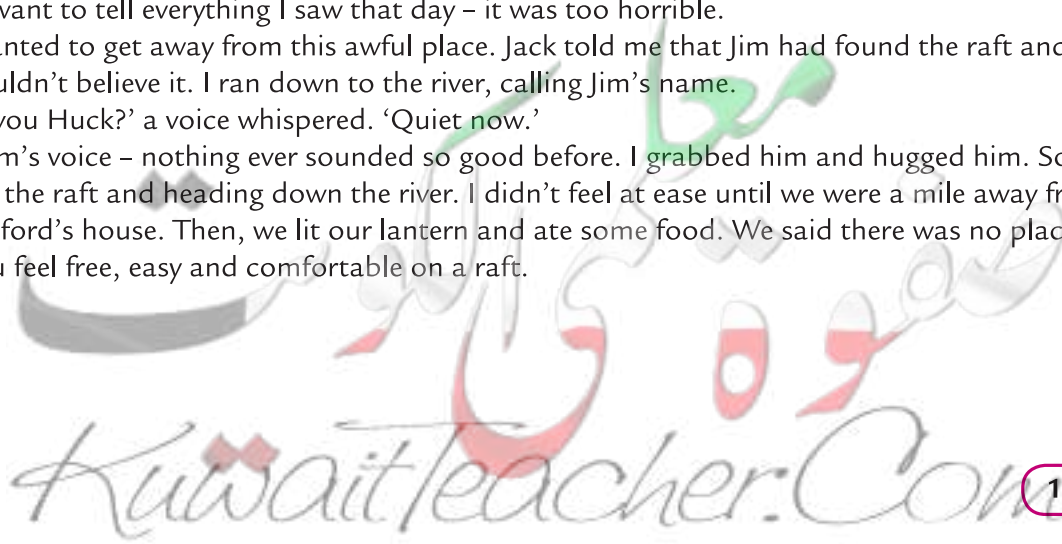 want to tell everything I saw that day – it was too horrible.
anted to get away from this awful place. Jack told me that Jim had found the raft and
uldn't believe it. I ran down to the river, calling Jim's name.
you Huck?' a voice whispered. 'Quiet now.'
m's voice – nothing ever sounded so good before. I grabbed him and hugged him. So
the raft and heading down the river. I didn't feel at ease until we were a mile away fr
ford's house. Then, we lit our lantern and ate some food. We said there was no plac
u feel free, easy and comfortable on a raft.
معاً
صفوة
الكويت
KuwaitTeacher.Com
1